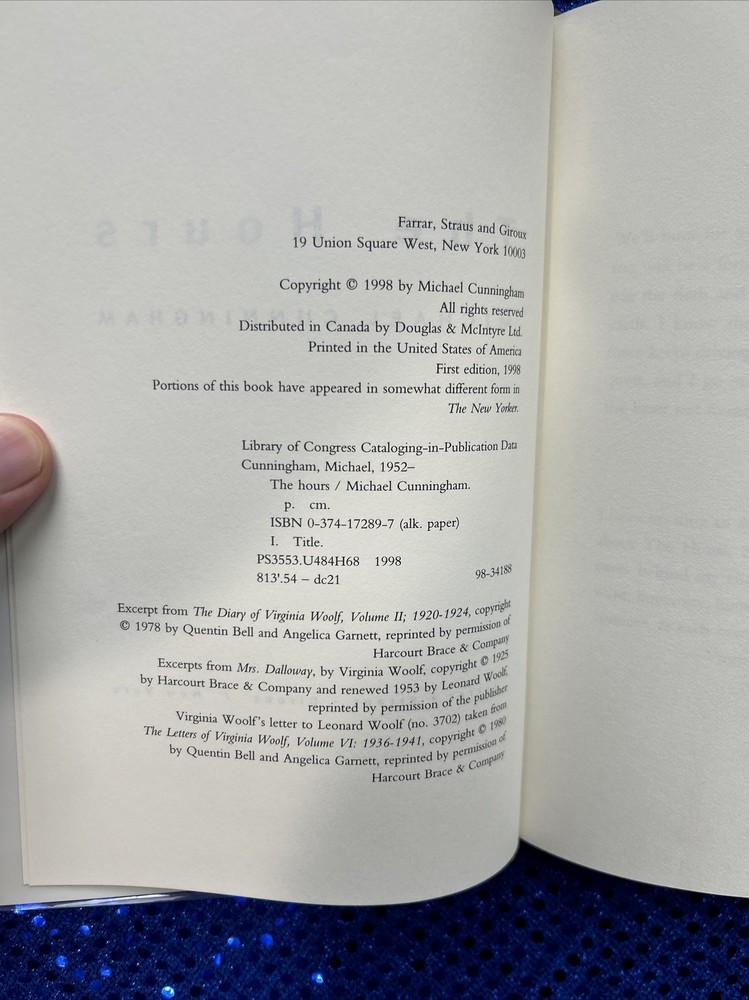 Farrar, Straus and Giroux
19 Union Square West, New York 10003
Copyright © 1998 by Michael Cunningham
All rights reserved
Distributed in Canada by Douglas & McIntyre Ltd.
Printed in the United States of America
First edition, 1998
Portions of this book have appeared in somewhat different form in
The New Yorker.
Library of Congress Cataloging-in-Publication Data
Cunningham, Michael, 1952–
The hours / Michael Cunningham.
p. cm.
ISBN 0-374-17289-7 (alk. paper)
I. Title.
PS3553.U484H68 1998
813'.54 – dc21 98-34188
Excerpt from The Diary of Virginia Woolf, Volume II; 1920-1924, copyright
© 1978 by Quentin Bell and Angelica Garnett, reprinted by permission of
Harcourt Brace & Company
Excerpts from Mrs. Dalloway, by Virginia Woolf, copyright © 1925
by Harcourt Brace & Company and renewed 1953 by Leonard Woolf,
reprinted by permission of the publisher
Virginia Woolf's letter to Leonard Woolf (no. 3702) taken from
The Letters of Virginia Woolf, Volume VI: 1936-1941, copyright © 1980
by Quentin Bell and Angelica Garnett, reprinted by permission of
Harcourt Brace & Company